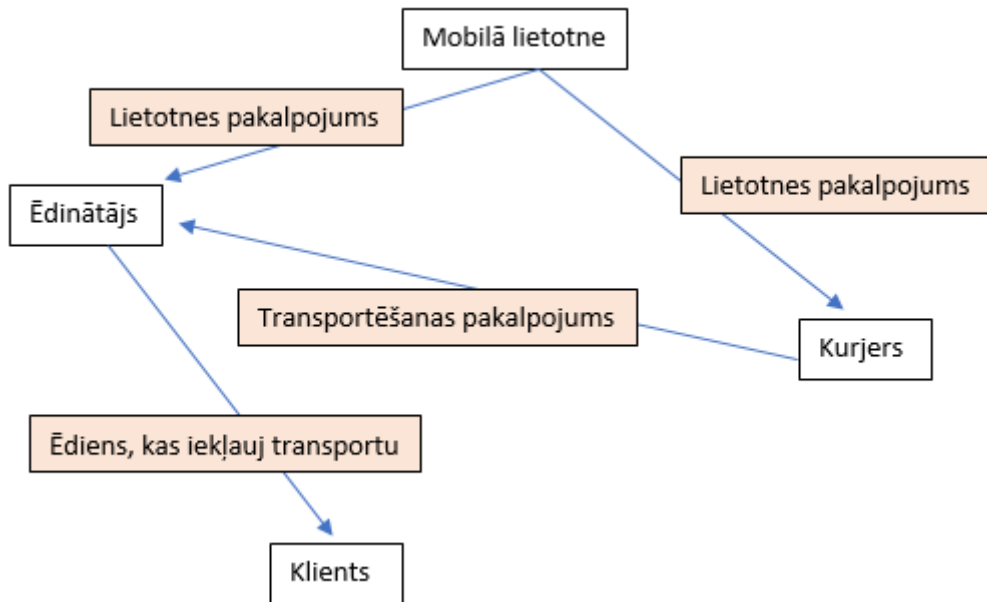 Mobilā lietotne
Lietotnes pakalpojums
Lietotnes pakalpojums
Ēdinātājs
Transportēšanas pakalpojums
Kurjers
Ēdiens, kas iekļauj transportu
Klients